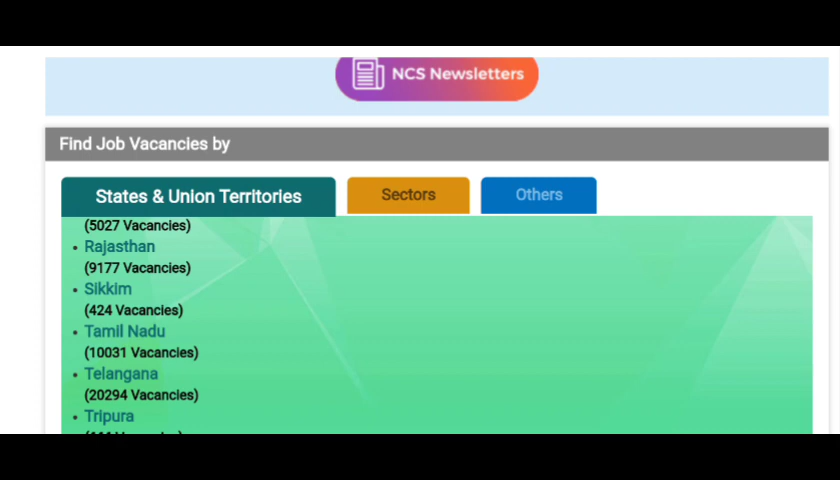 NCS Newsletters
Find Job Vacancies by
States & Union Territories
Sectors
Others
(5027 Vacancies)
Rajasthan
(9177 Vacancies)
Sikkim
(424 Vacancies)
Tamil Nadu
(10031 Vacancies)
Telangana
(20294 Vacancies)
Tripura